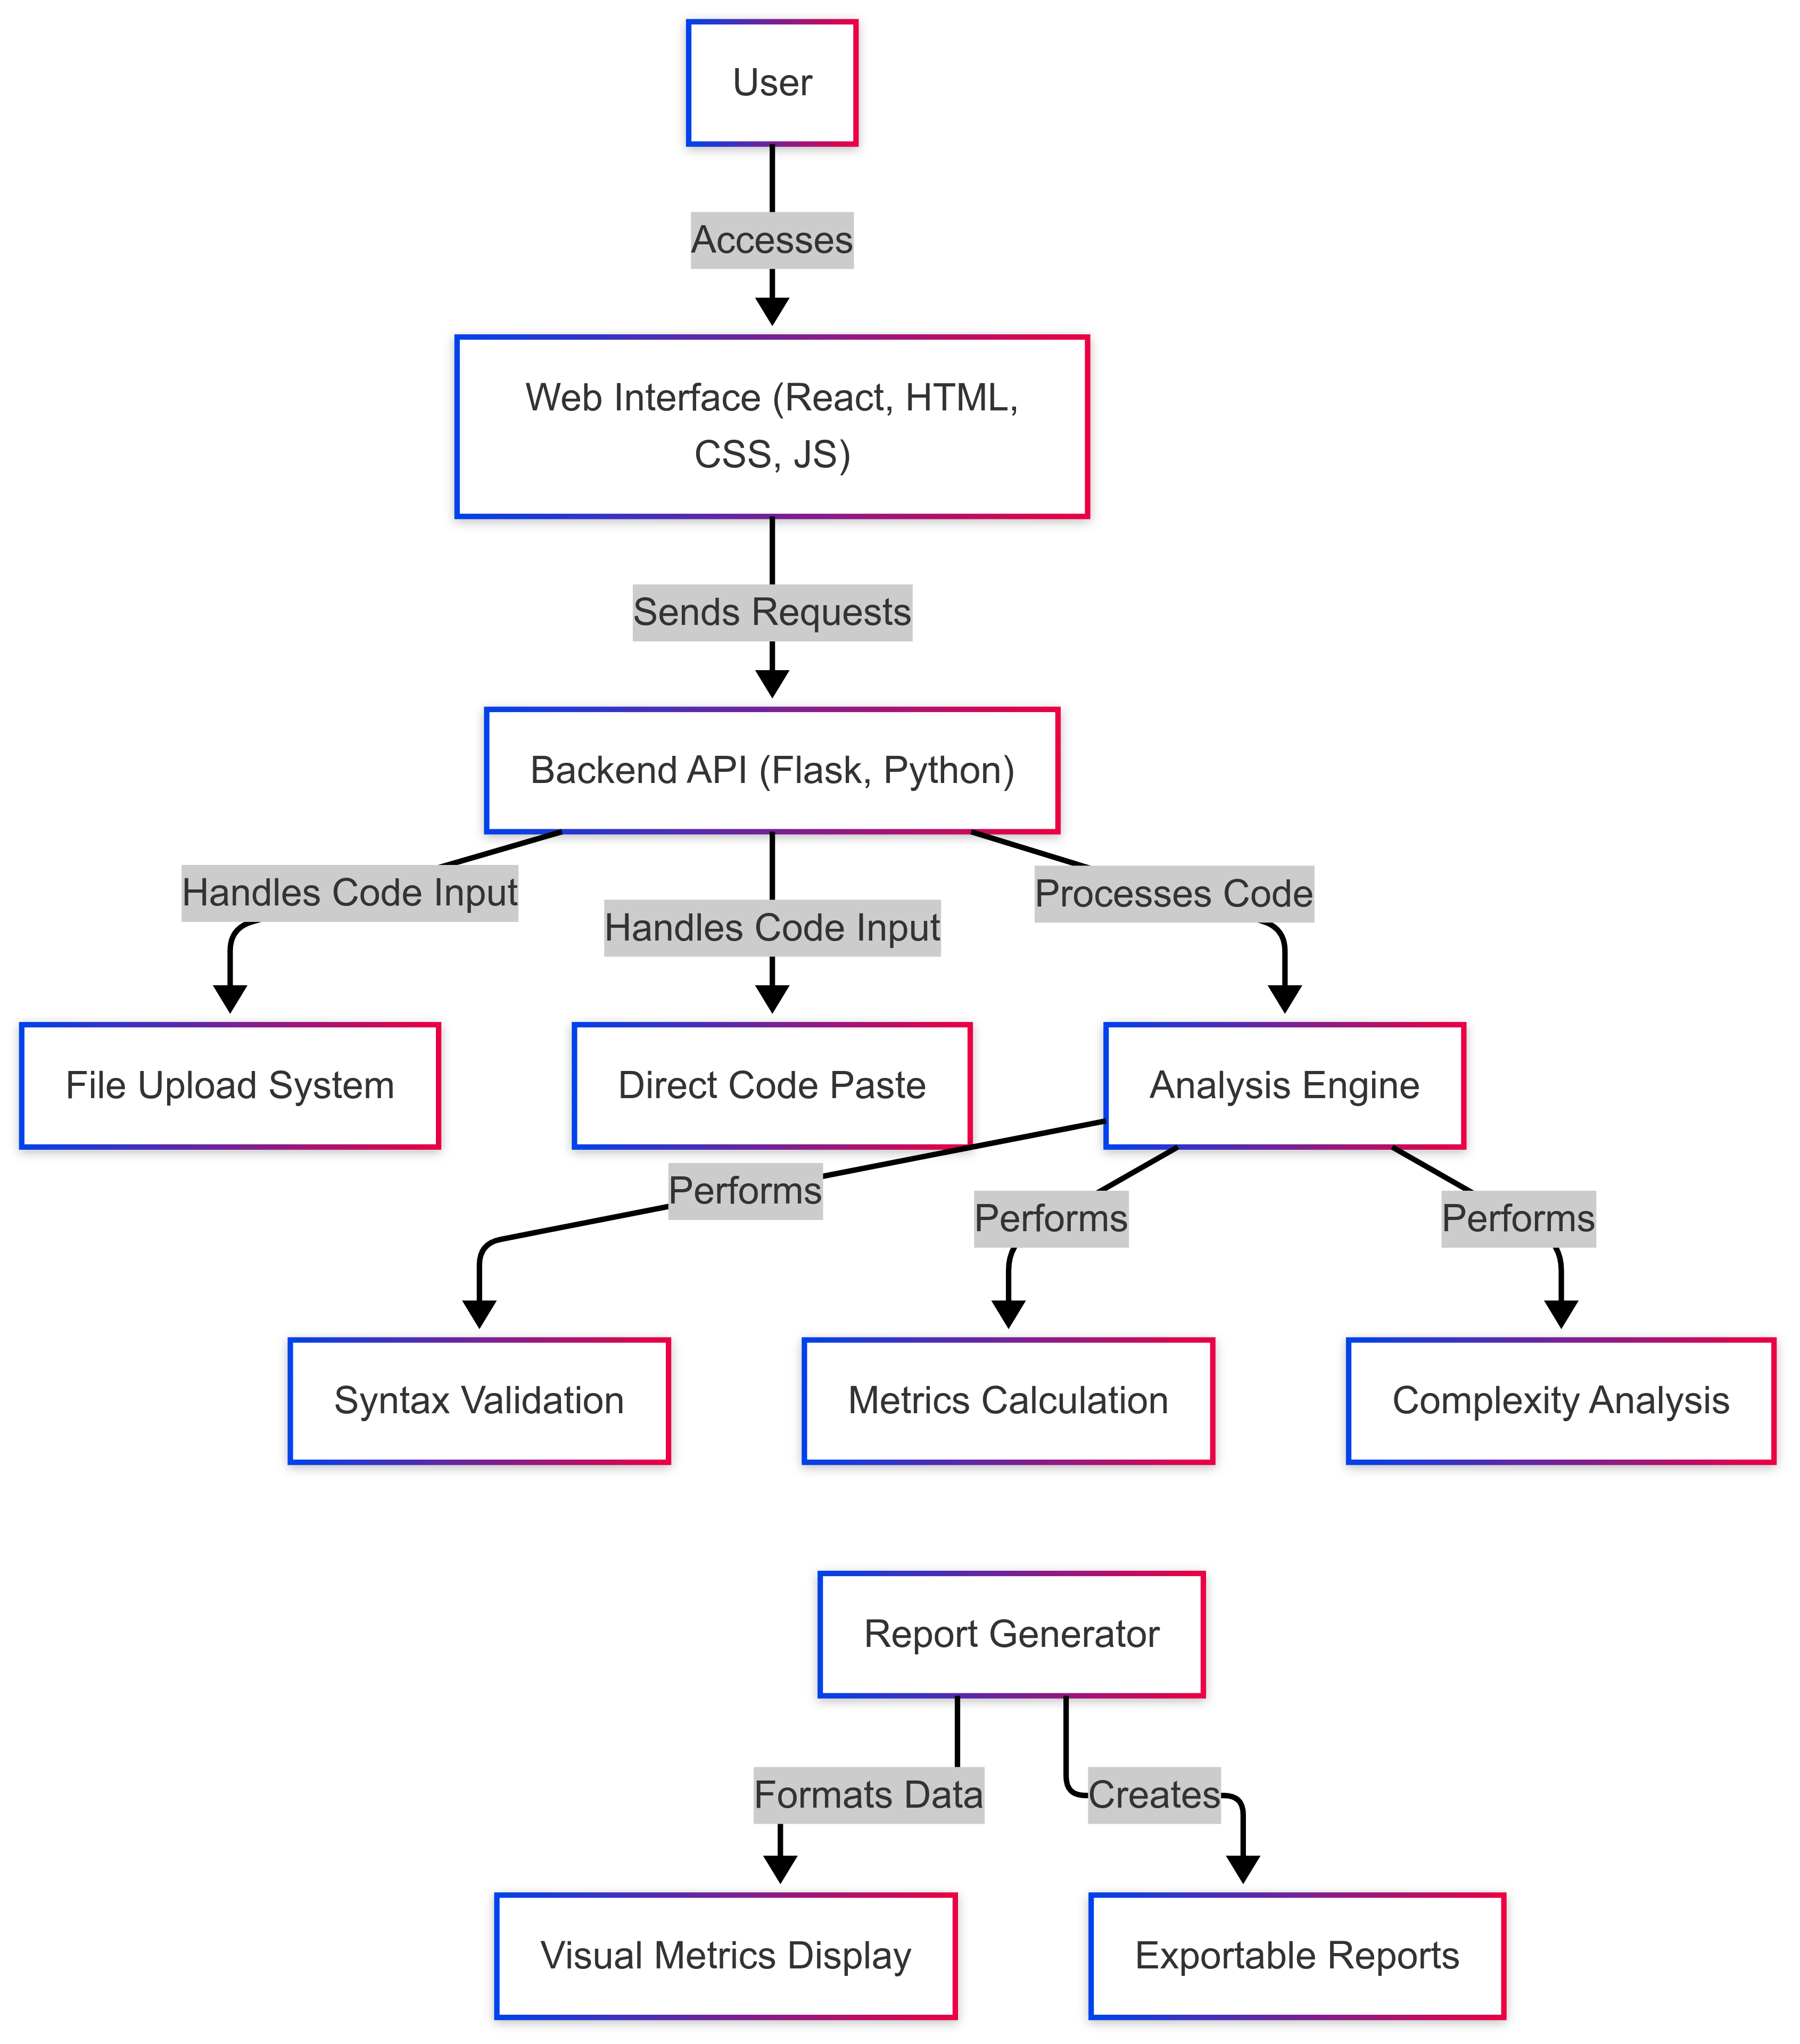 User
Accesses
Web Interface (React, HTML,
CSS, JS)
Sends Requests
Backend API (Flask, Python)
Handles Code Input
Handles Code Input
Processes Code
File Upload System
Direct Code Paste
Analysis Engine
Performs
Performs
Performs
Syntax Validation
Metrics Calculation
Complexity Analysis
Report Generator
Formats Data
Creates
Visual Metrics Display
Exportable Reports